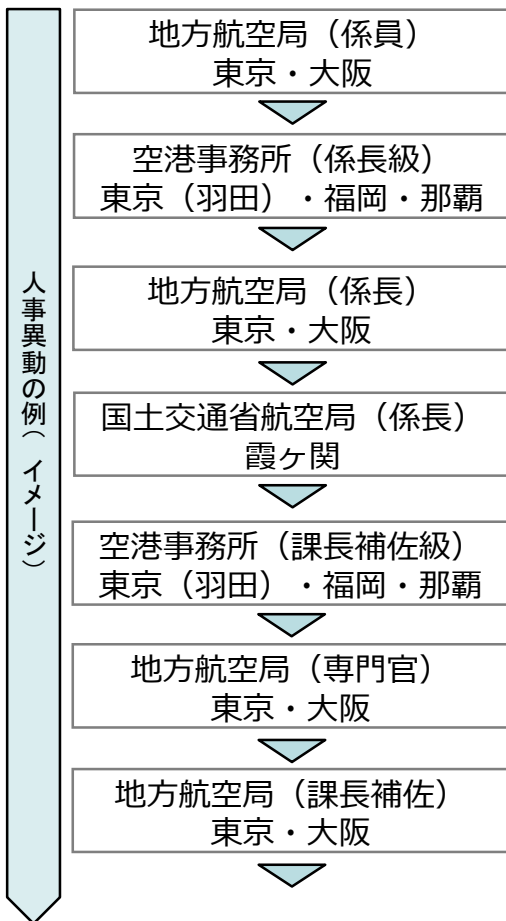 人事異動の例（イメージ）
地方航空局（係員）
東京・大阪
空港事務所（係長級）
東京（羽田）・福岡・那覇
地方航空局（係長）
東京・大阪
国土交通省航空局（係長）
霞ヶ関
空港事務所（課長補佐級）
東京（羽田）・福岡・那覇
地方航空局（専門官）
東京・大阪
地方航空局（課長補佐）
東京・大阪